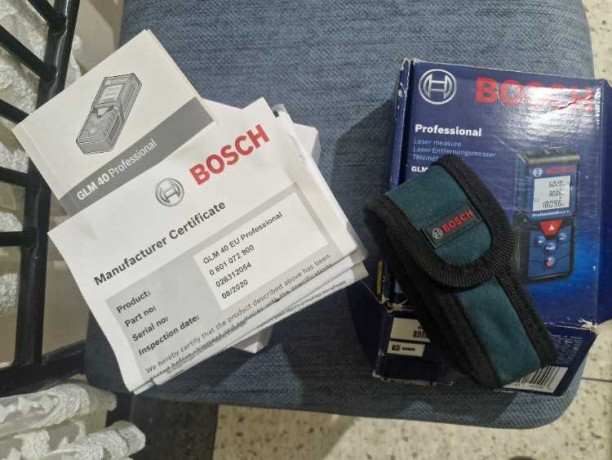 GLM 40 Professional
BOSCH
Manufacturer Certificate
Product: GLM 40 EU Professional
Part no: 0 601 072 900
Serial no: 026312054
Inspection date: 08/2020
We hereby certify that the product described above has been
BOSCH
Professional
Laser measure
Laser-Entfernungsmesser
BOSCH